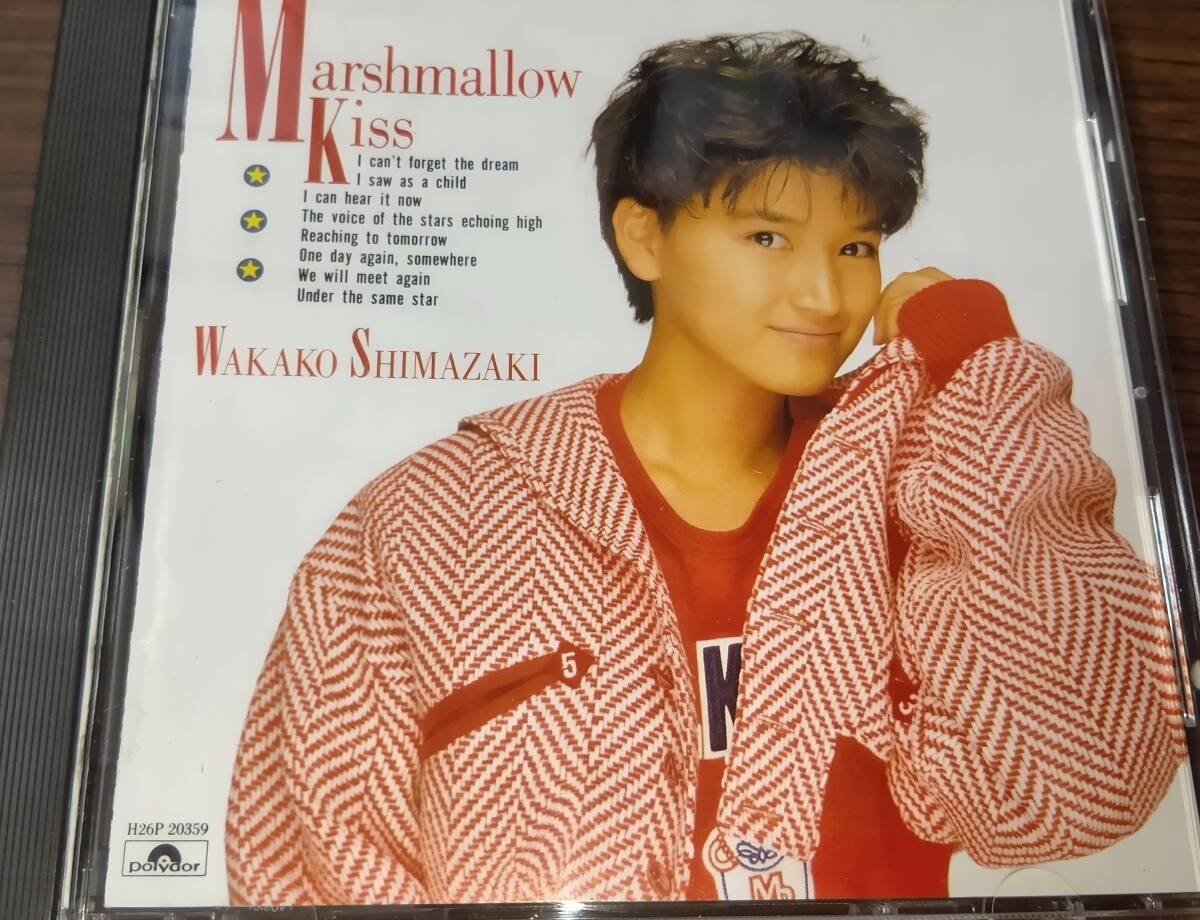 Marshmallow
Kiss
I can't forget the dream
I saw as a child
I can hear it now
The voice of the stars echoing high
Reaching to tomorrow
One day again, somewhere
We will meet again
Under the same star
WAKAKO SHIMAZAKI
5
K
H26P 20359
polydor